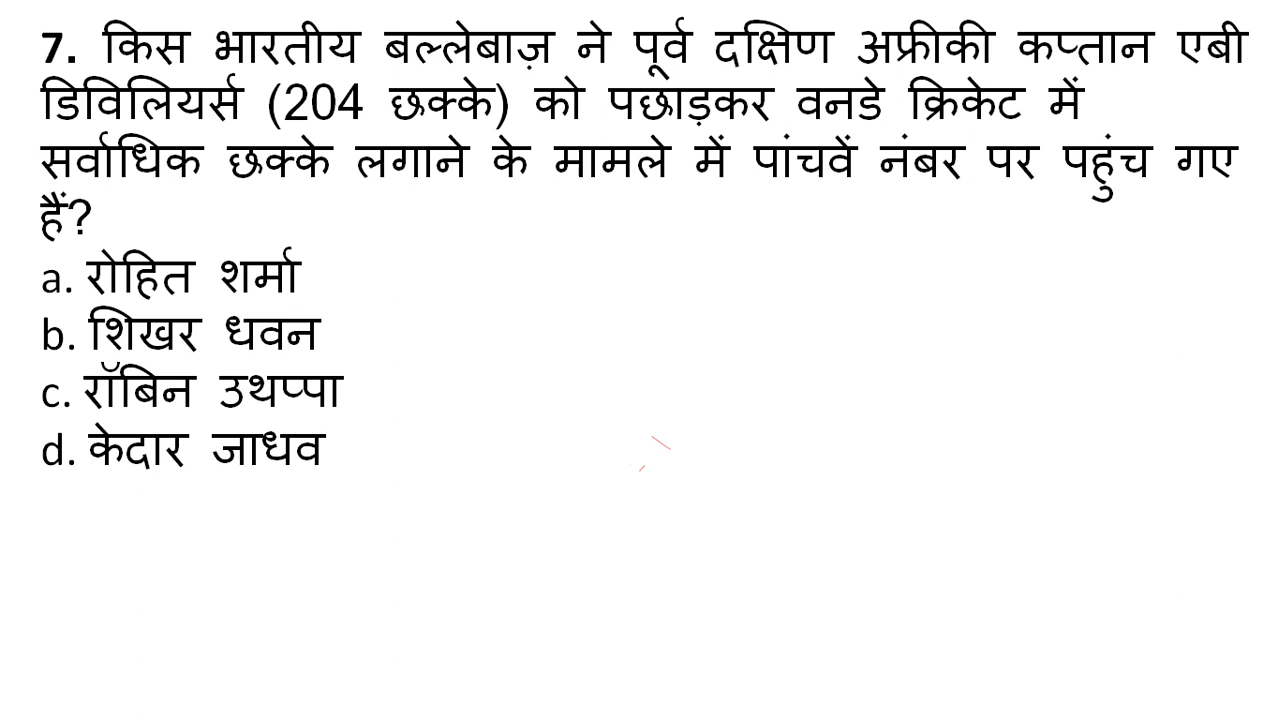 7. किस भारतीय बल्लेबाज़ ने पूर्व दक्षिण अफ्रीकी कप्तान एबी
डिविलियर्स (204 छक्के) को पछाड़कर वनडे क्रिकेट में
सर्वाधिक छक्के लगाने के मामले में पांचवें नंबर पर पहुंच गए
हैं?
a. रोहित शर्मा
b. शिखर धवन
c. रॉबिन उथप्पा
d. केदार जाधव